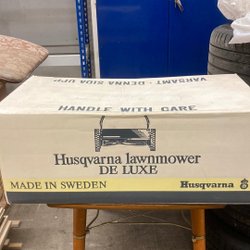 VARSAMT · DENNA SIDA UPP
HANDLE WITH CARE
Husqvarna lawnmower
DE LUXE
MADE IN SWEDEN
Husqvarna